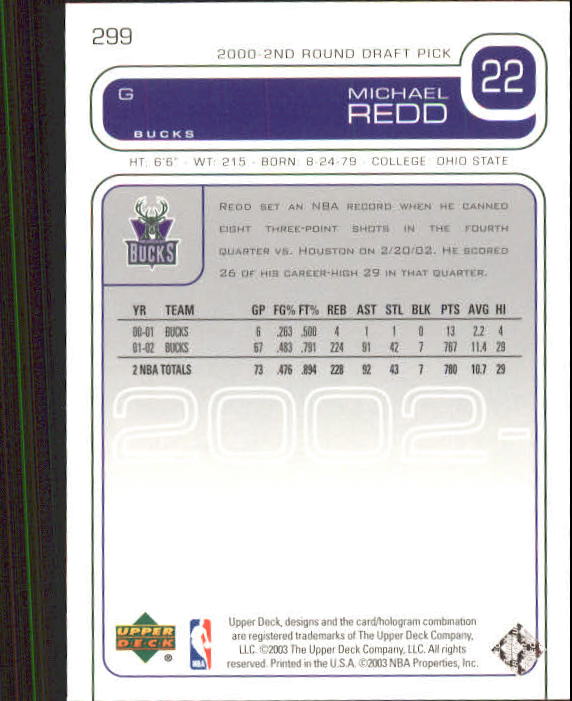 299
2000-2ND ROUND DRAFT PICK
22
G
MICHAEL
REDD
BUCKS
HT: 6'6" - WT: 215 - BORN: 8-24-79 - COLLEGE: OHIO STATE
BUCKS
REDD SET AN NBA RECORD WHEN HE CANNED
EIGHT THREE-POINT SHOTS IN THE FOURTH
QUARTER VS. HOUSTON ON 2/20/02. HE SCORED
26 OF HIS CAREER-HIGH 29 IN THAT QUARTER.
YR TEAM GP FG% FT% REB AST STL BLK PTS AVG HI
00-01 BUCKS 6 .263 .500 4 1 1 0 13 2.2 4
01-02 BUCKS 67 .483 .791 224 91 42 7 767 11.4 29
2 NBA TOTALS 73 .476 .894 228 92 43 7 780 10.7 29
2002-
UPPER
DECK
®
NBA
Upper Deck, designs and the card/hologram combination
are registered trademarks of The Upper Deck Company,
LLC. ©2003 The Upper Deck Company, LLC. All rights
reserved. Printed in the U.S.A. ©2003 NBA Properties, Inc.